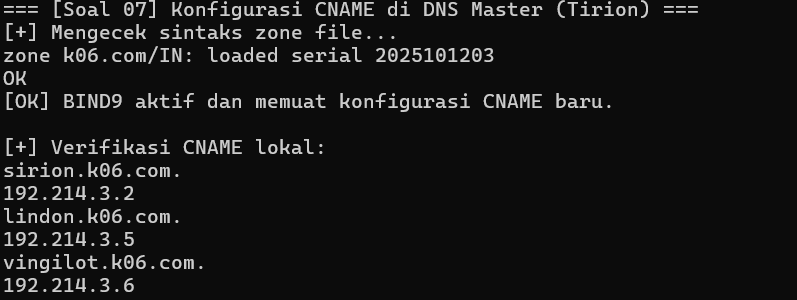 === [Soal 07] Konfigurasi CNAME di DNS Master (Tirion) ===
[+] Mengecek sintaks zone file...
zone k06.com/IN: loaded serial 2025101203
OK
[OK] BIND9 aktif dan memuat konfigurasi CNAME baru.
[+] Verifikasi CNAME lokal:
sirion.k06.com.
192.214.3.2
lindon.k06.com.
192.214.3.5
vingilot.k06.com.
192.214.3.6